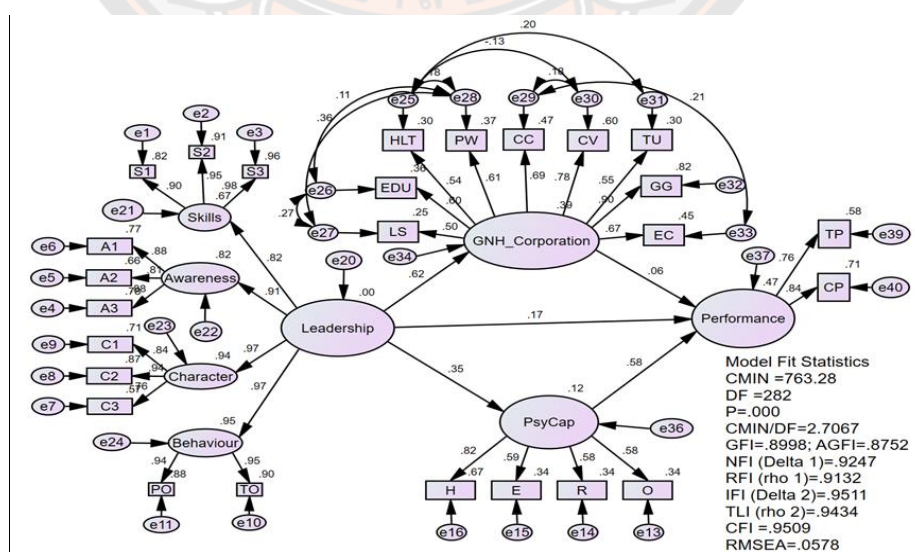 .20
-.13
.18
.11
.36
.21
.27
e25
e28
e29
.18
e30
e31
.30
.37
.47
.60
.30
HLT
PW
CC
CV
TU
e1
e2
e3
.82
.91
.96
S1
S2
S3
.90
.95
.98
.67
e21
Skills
.82
e26
EDU
.36
.54
.61
.69
.78
.55
.82
GG
e32
.60
.39
.90
.25
LS
.50
e27
.67
.45
EC
e33
e34
GNH_Corporation
.62
e6
.77
A1
.88
e5
.66
A2
.81
e4
A3
.82
Awareness
.91
e22
e20
.00
Leadership
.06
.17
.58
TP
e39
.76
e37
.47
.84
.71
CP
e40
Performance
e23
e9
.71
C1
.84
e8
.87
C2
.94
e7
.57
C3
.76
.94
Character
.97
.97
.35
.58
.95
Behaviour
e24
.94
.88
PO
e11
.95
.90
TO
e10
.12
PsyCap
e36
.82
.67
H
e16
.59
.34
E
e15
.58
.34
R
e14
.58
.34
O
e13
Model Fit Statistics
CMIN =763.28
DF =282
P=.000
CMIN/DF=2.7067
GFI=.8998; AGFI=.8752
NFI (Delta 1)=.9247
RFI (rho 1)=.9132
IFI (Delta 2)=.9511
TLI (rho 2)=.9434
CFI =.9509
RMSEA=.0578